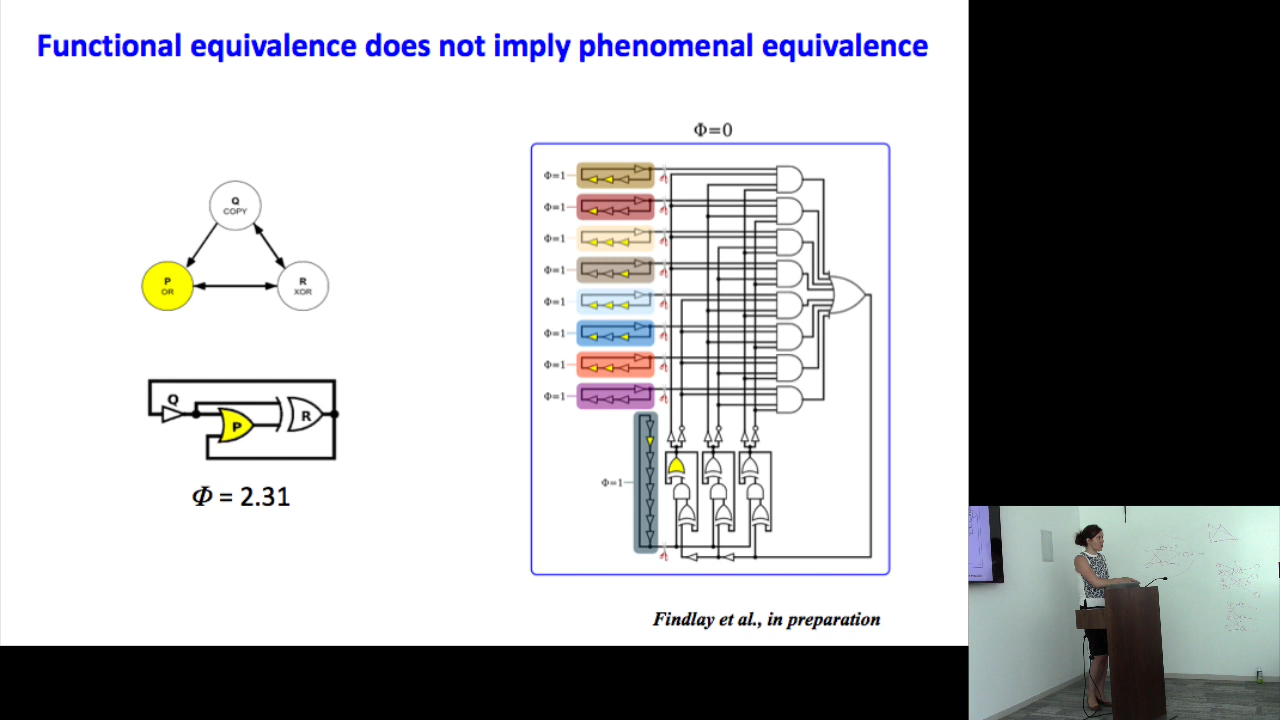 Functional equivalence does not imply phenomenal equivalence
Q
COPY
P
OR
R
XOR
Q
P
R
Φ = 2.31
Φ=0
Φ=1
Φ=1
Φ=1
Φ=1
Φ=1
Φ=1
Φ=1
Φ=1
Φ=1
Findlay et al., in preparation